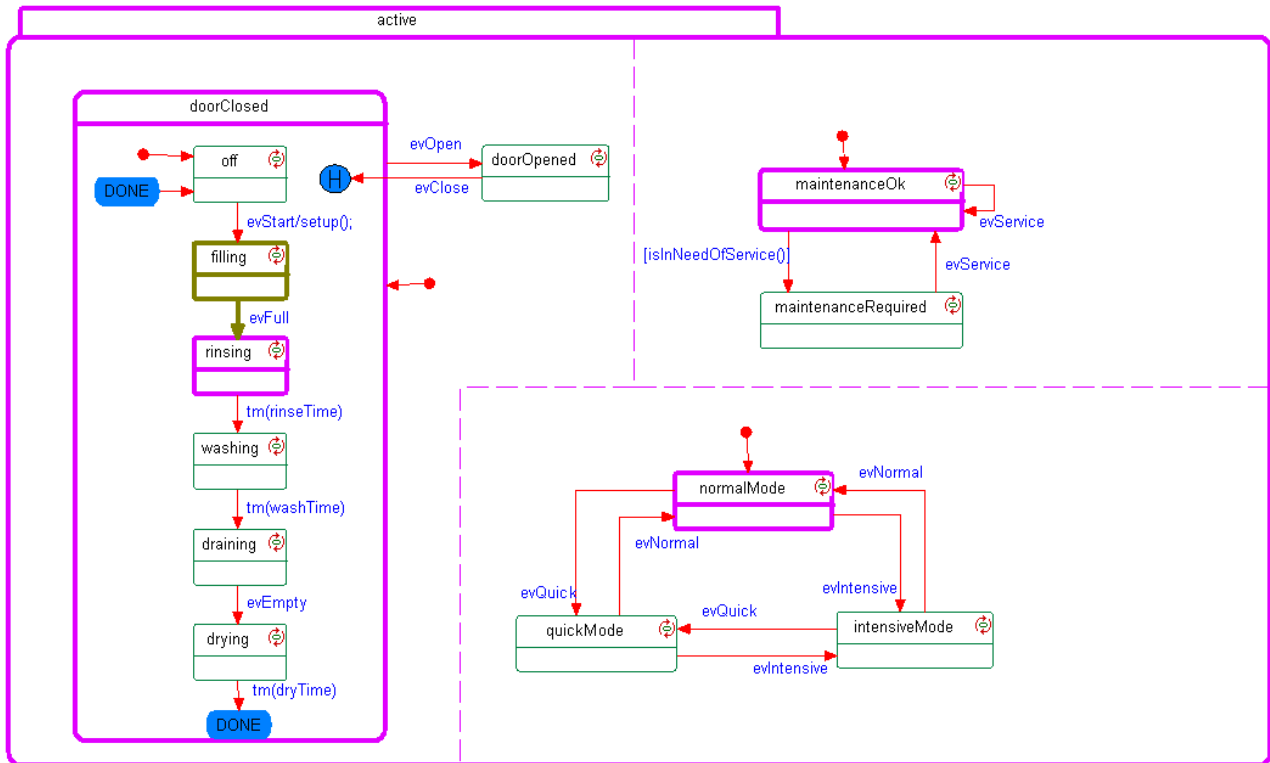 active
doorClosed
off
DONE
evStart/setup();
filling
evFull
rinsing
tm(rinseTime)
washing
tm(washTime)
draining
evEmpty
drying
tm(dryTime)
DONE
H
evOpen
evClose
doorOpened
maintenanceOk
evService
[isInNeedOfService()]
evService
maintenanceRequired
normalMode
evNormal
evNormal
evQuick
evIntensive
evQuick
quickMode
intensiveMode
evIntensive